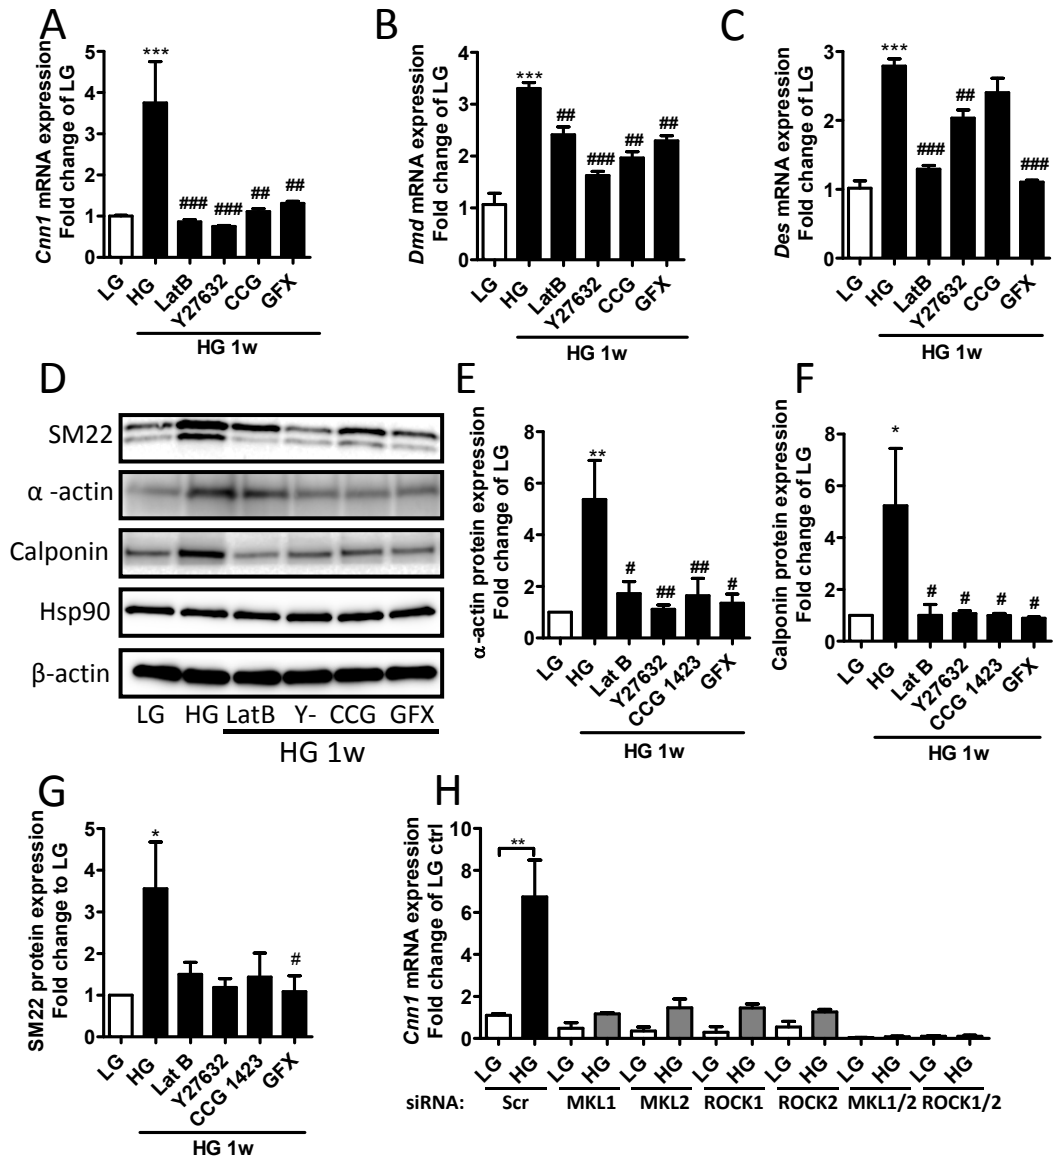 A
Cnn1 mRNA expression
Fold change of LG
5
4
3
2
1
0
***
###
###
##
##
LG
HG
LatB
Y27632
CCG
GFX
HG 1w
B
Dmd mRNA expression
Fold change of LG
4
3
2
1
0
***
##
###
##
##
LG
HG
LatB
Y27632
CCG
GFX
HG 1w
C
Des mRNA expression
Fold change of LG
3
2
1
0
***
###
##
###
LG
HG
LatB
Y27632
CCG
GFX
HG 1w
D
SM22
α -actin
Calponin
Hsp90
β-actin
LG HG LatB Y- CCG GFX
HG 1w
E
α-actin protein expression
Fold change of LG
8
6
4
2
0
**
#
##
##
#
LG
HG
Lat B
Y27632
CCG 1423
GFX
HG 1w
F
Calponin protein expression
Fold change of LG
8
6
4
2
0
*
#
#
#
#
LG
HG
Lat B
Y27632
CCG 1423
GFX
HG 1w
G
SM22 protein expression
Fold change to LG
5
4
3
2
1
0
*
#
LG
HG
Lat B
Y27632
CCG 1423
GFX
HG 1w
H
Cnn1 mRNA expression
Fold change of LG ctrl
10
8
6
4
2
0
**
LG HG LG HG LG HG LG HG LG HG LG HG LG HG
siRNA: Scr MKL1 MKL2 ROCK1 ROCK2 MKL1/2 ROCK1/2